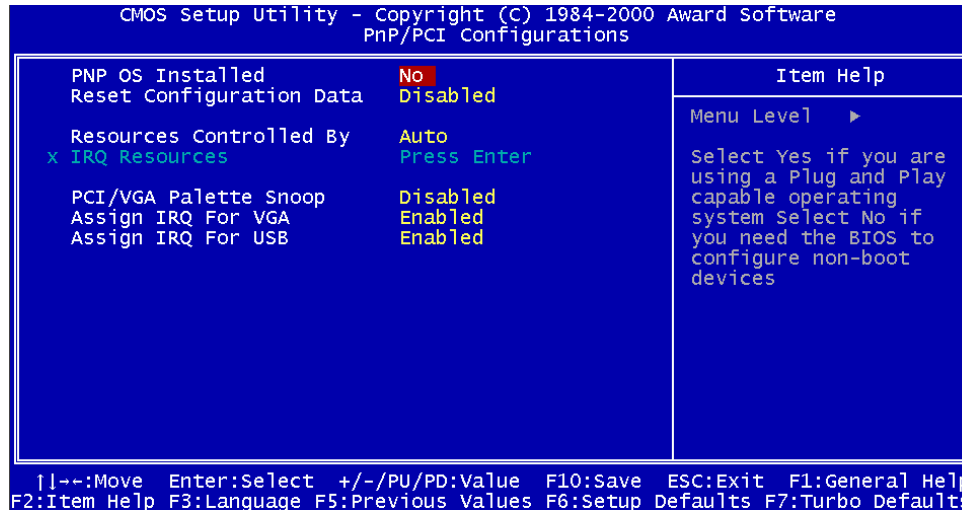 CMOS Setup Utility - Copyright (C) 1984-2000 Award Software
PnP/PCI Configurations
PNP OS Installed No
Reset Configuration Data Disabled
Resources Controlled By Auto
x IRQ Resources Press Enter
PCI/VGA Palette Snoop Disabled
Assign IRQ For VGA Enabled
Assign IRQ For USB Enabled
Item Help
Menu Level ►
Select Yes if you are
using a Plug and Play
capable operating
system Select No if
you need the BIOS to
configure non-boot
devices
↑↓→←:Move Enter:Select +/-/PU/PD:Value F10:Save ESC:Exit F1:General Help
F2:Item Help F3:Language F5:Previous Values F6:Setup Defaults F7:Turbo Defaults